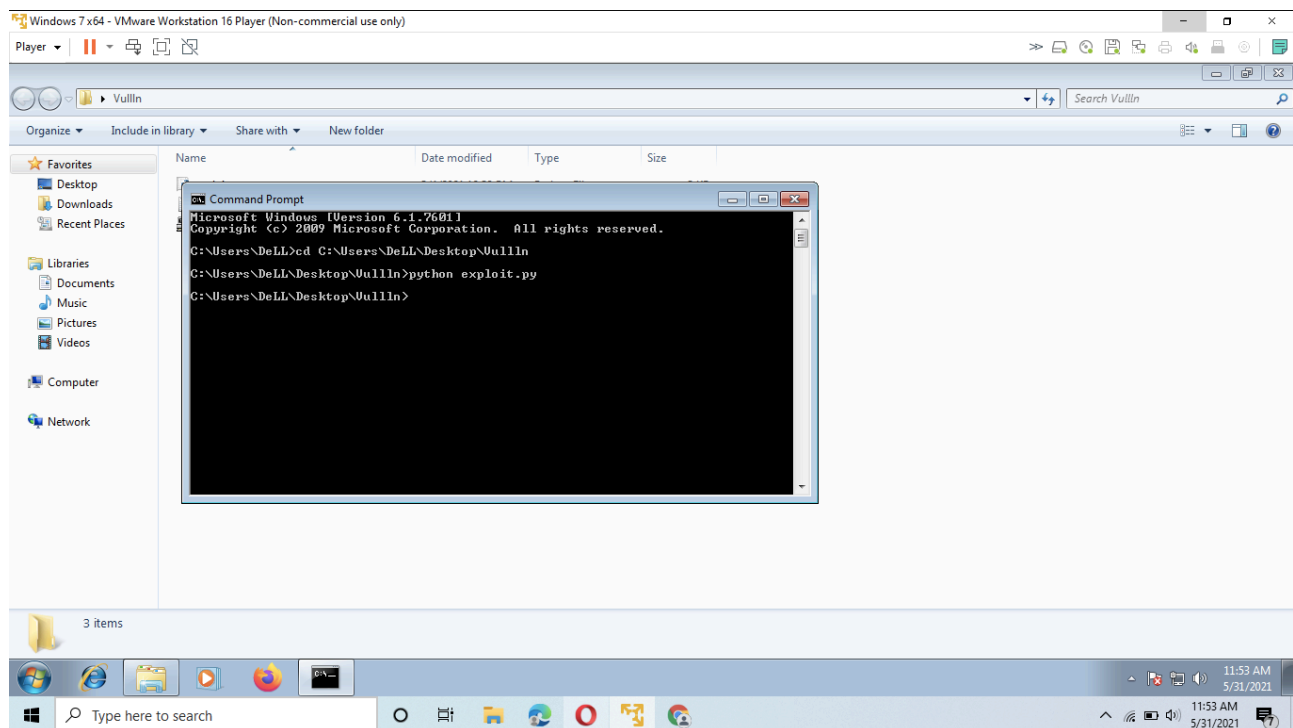 Windows 7 x64 - VMware Workstation 16 Player (Non-commercial use only)
Player
Vullln
Search Vullln
Organize
Include in library
Share with
New folder
Name
Date modified
Type
Size
Favorites
Desktop
Downloads
Recent Places
Libraries
Documents
Music
Pictures
Videos
Computer
Network
Command Prompt
Microsoft Windows [Version 6.1.7601]
Copyright (c) 2009 Microsoft Corporation. All rights reserved.
C:\Users\DeLL>cd C:\Users\DeLL\Desktop\Vullln
C:\Users\DeLL\Desktop\Vullln>python exploit.py
C:\Users\DeLL\Desktop\Vullln>
3 items
11:53 AM
5/31/2021
Type here to search
11:53 AM
5/31/2021
7